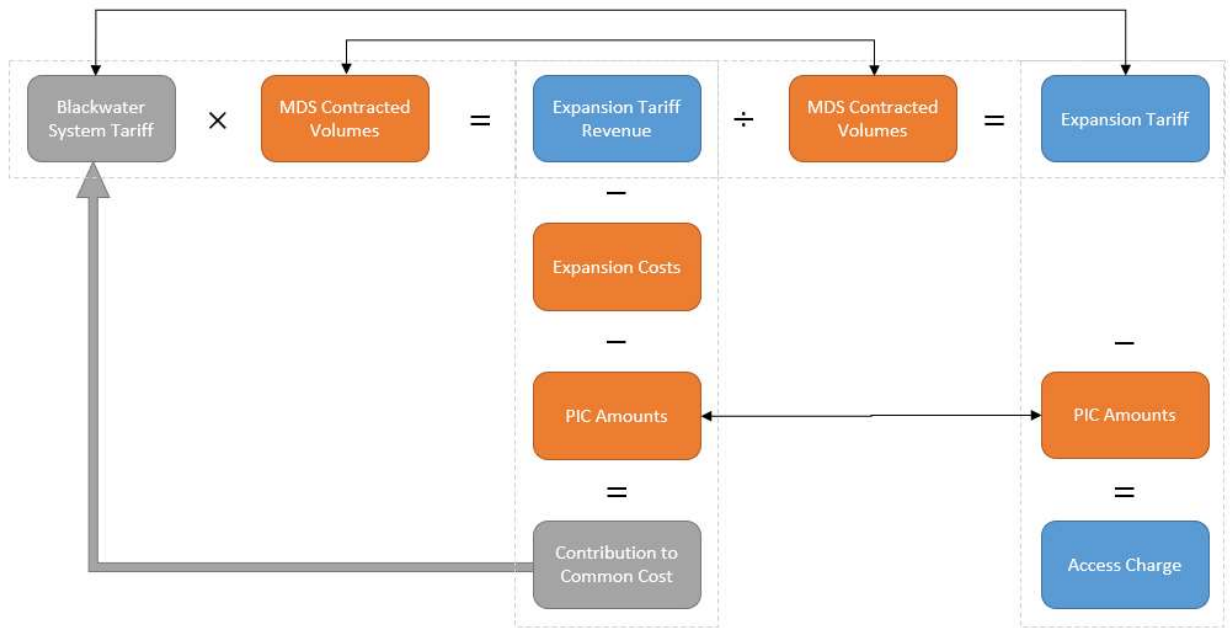 Blackwater
System Tariff
×
MDS Contracted
Volumes
=
Expansion Tariff
Revenue
÷
MDS Contracted
Volumes
=
Expansion Tariff
–
Expansion Costs
–
–
PIC Amounts
PIC Amounts
=
=
Contribution to
Common Cost
Access Charge